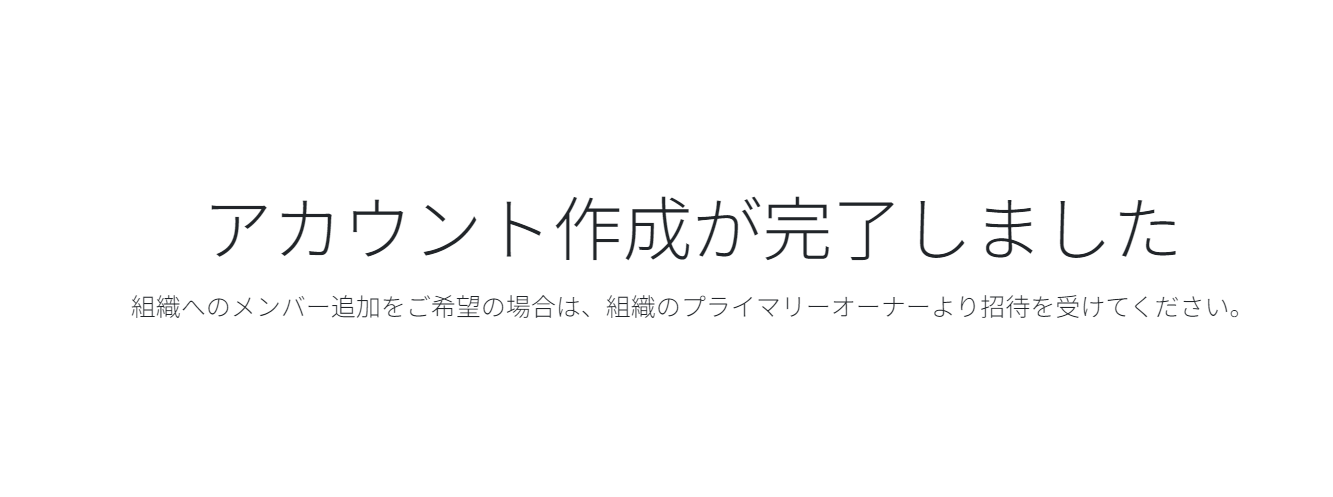 アカウント作成が完了しました
組織へのメンバー追加をご希望の場合は、組織のプライマリーオーナーより招待を受けてください。